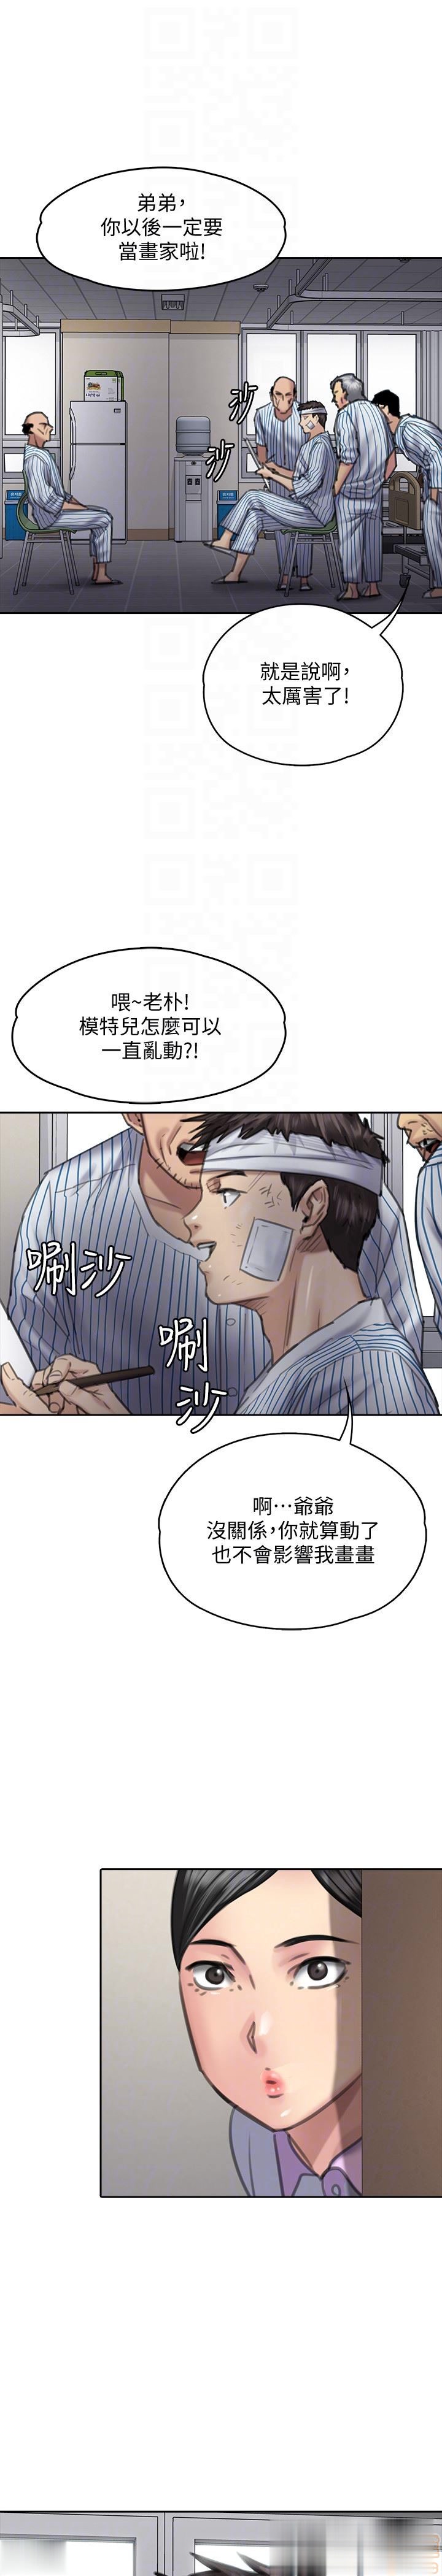 弟弟，
你以後一定要
當畫家啦!
沙
沙
就是說啊，
太厲害了!
喂~老朴!
模特兒怎麼可以
一直亂動?!
唰沙
唰
沙
啊…爺爺
沒關係，你就算動了
也不會影響我畫畫